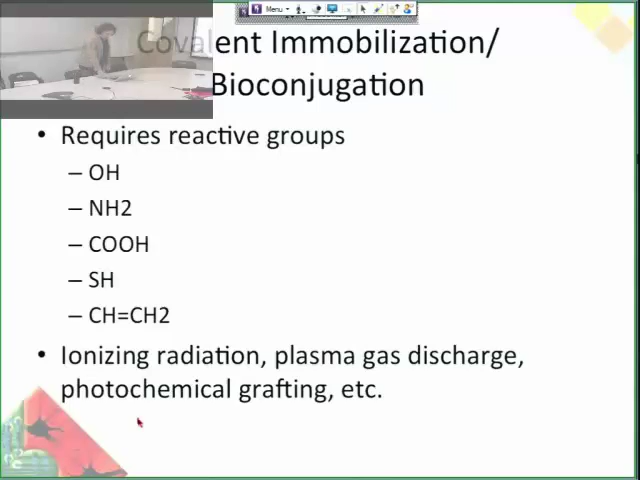 Menu
Covalent Immobilization/
Bioconjugation
• Requires reactive groups
– OH
– NH2
– COOH
– SH
– CH=CH2
• Ionizing radiation, plasma gas discharge,
photochemical grafting, etc.